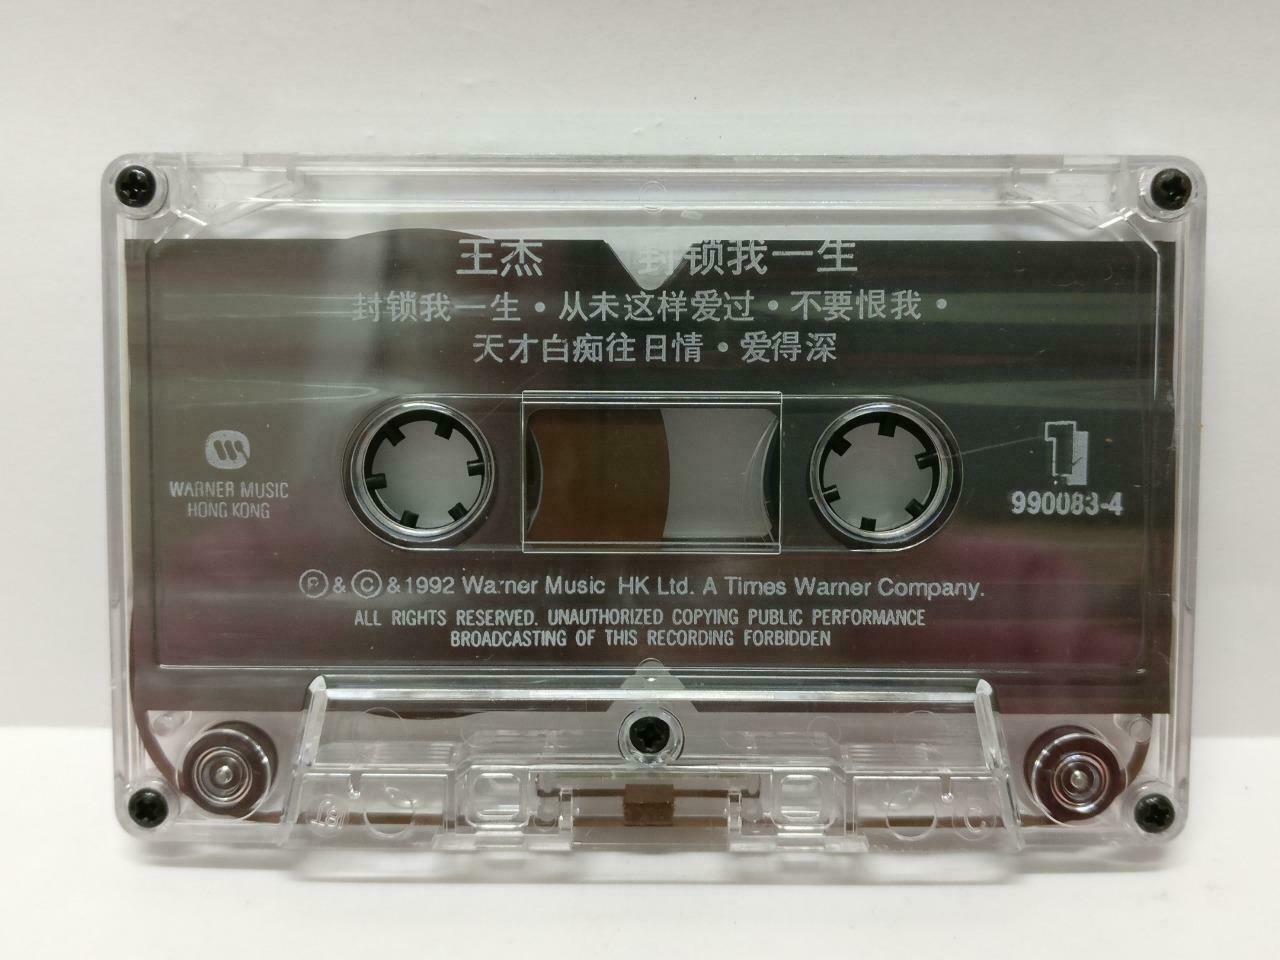 王杰 封锁我一生
封锁我一生•从未这样爱过•不要恨我•
天才白痴往日情•爱得深
WARNER MUSIC
HONG KONG
1
990083-4
Ⓟ & © &1992 Warner Music HK Ltd. A Times Warner Company.
ALL RIGHTS RESERVED. UNAUTHORIZED COPYING PUBLIC PERFORMANCE
BROADCASTING OF THIS RECORDING FORBIDDEN